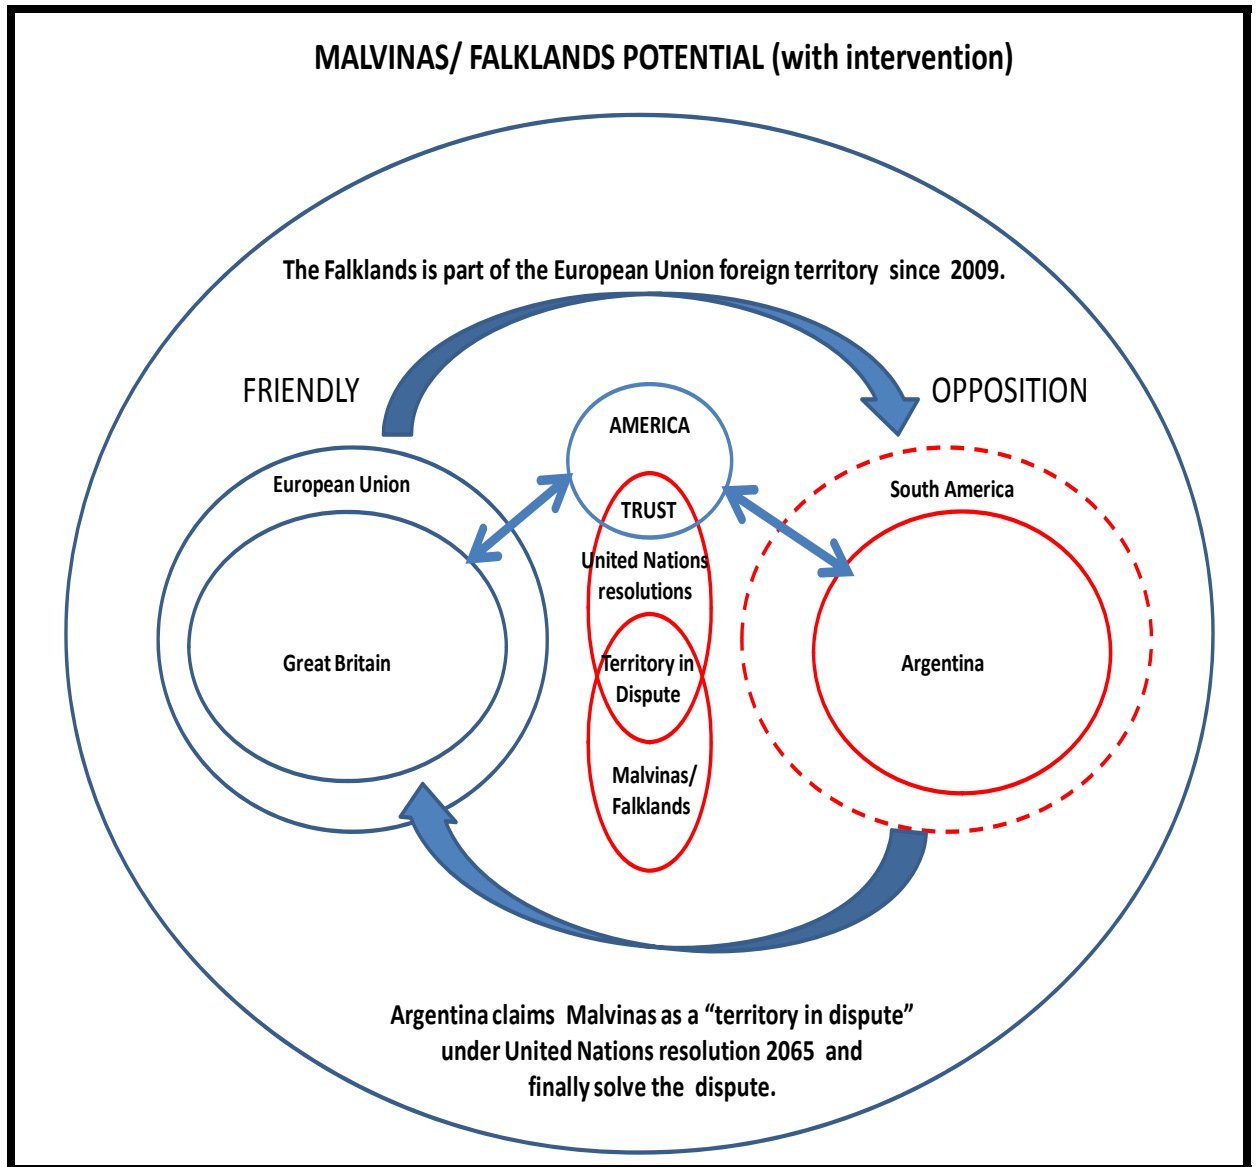 MALVINAS/ FALKLANDS POTENTIAL (with intervention)
The Falklands is part of the European Union foreign territory since 2009.
FRIENDLY
OPPOSITION
AMERICA
European Union
South America
TRUST
United Nations
resolutions
Great Britain
Territory in
Dispute
Argentina
Malvinas/
Falklands
Argentina claims Malvinas as a “territory in dispute”
under United Nations resolution 2065 and
finally solve the dispute.